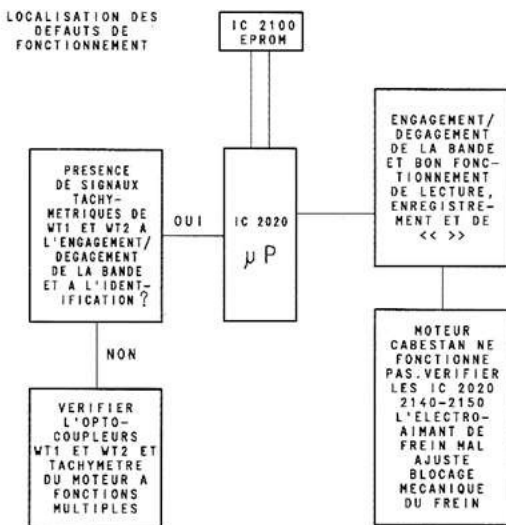 LOCALISATION DES
DEFAUTS DE
FONCTIONNEMENT
IC 2100
EPROM
PRESENCE
DE SIGNAUX
TACHY-
METRIQUES DE
WT1 ET WT2 A
L'ENGAGEMENT/
DEGAGEMENT
DE LA BANDE
ET A L'IDENT-
IFICATION ?
OUI
IC 2020
µP
ENGAGEMENT/
DEGAGEMENT
DE LA BANDE
ET BON FONC-
TIONNEMENT
DE LECTURE,
ENREGISTRE-
MENT ET DE
<< >>
NON
VERIFIER
L'OPTO-
COUPLEURS
WT1 ET WT2 ET
TACHYMETRE
DU MOTEUR A
FONCTIONS
MULTIPLES
MOTEUR
CABESTAN NE
FONCTIONNE
PAS.VERIFIER
LES IC 2020
2140-2150
L'ELECTRO-
AIMANT DE
FREIN MAL
AJUSTE
BLOCAGE
MECANIQUE
DU FREIN